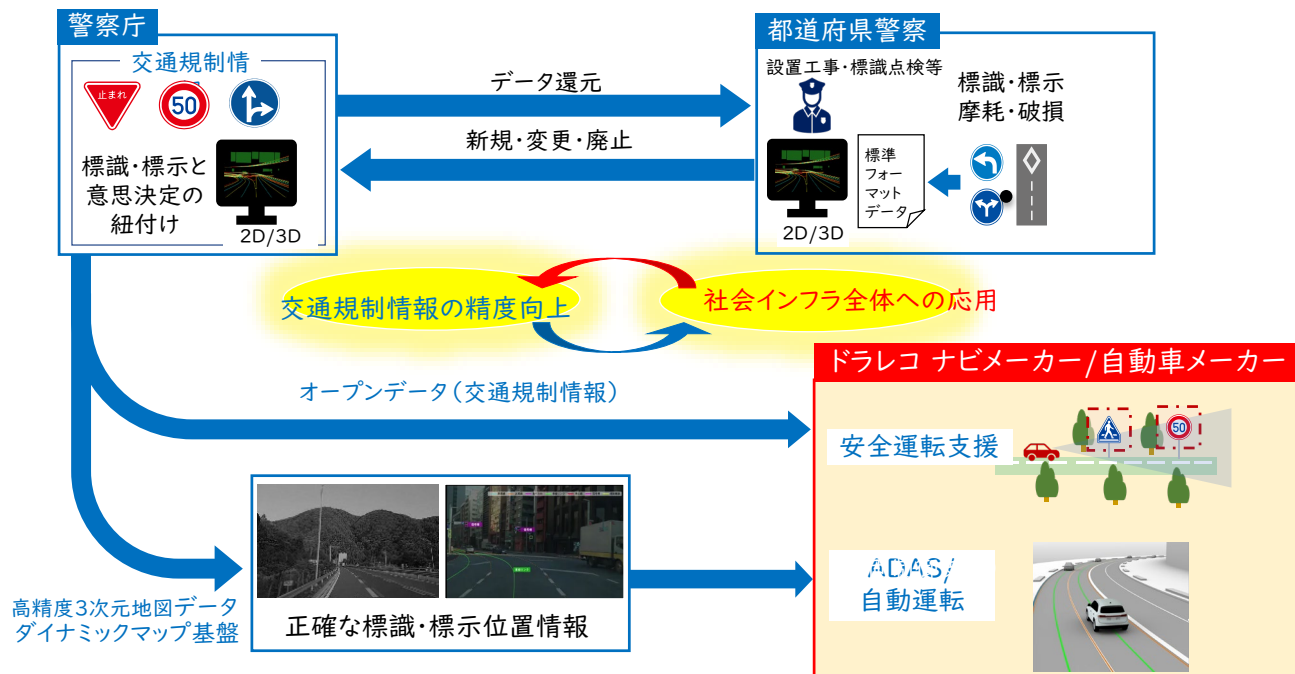 警察庁
交通規制情
止まれ
50
標識・標示と
意思決定の
紐付け
2D/3D
データ還元
新規・変更・廃止
都道府県警察
設置工事・標識点検等
標識・標示
摩耗・破損
標準
フォー
マット
データ
2D/3D
交通規制情報の精度向上
社会インフラ全体への応用
オープンデータ(交通規制情報)
ドラレコ ナビメーカー/自動車メーカー
安全運転支援
50
ADAS/
自動運転
高精度3次元地図データ
ダイナミックマップ基盤
正確な標識・標示位置情報